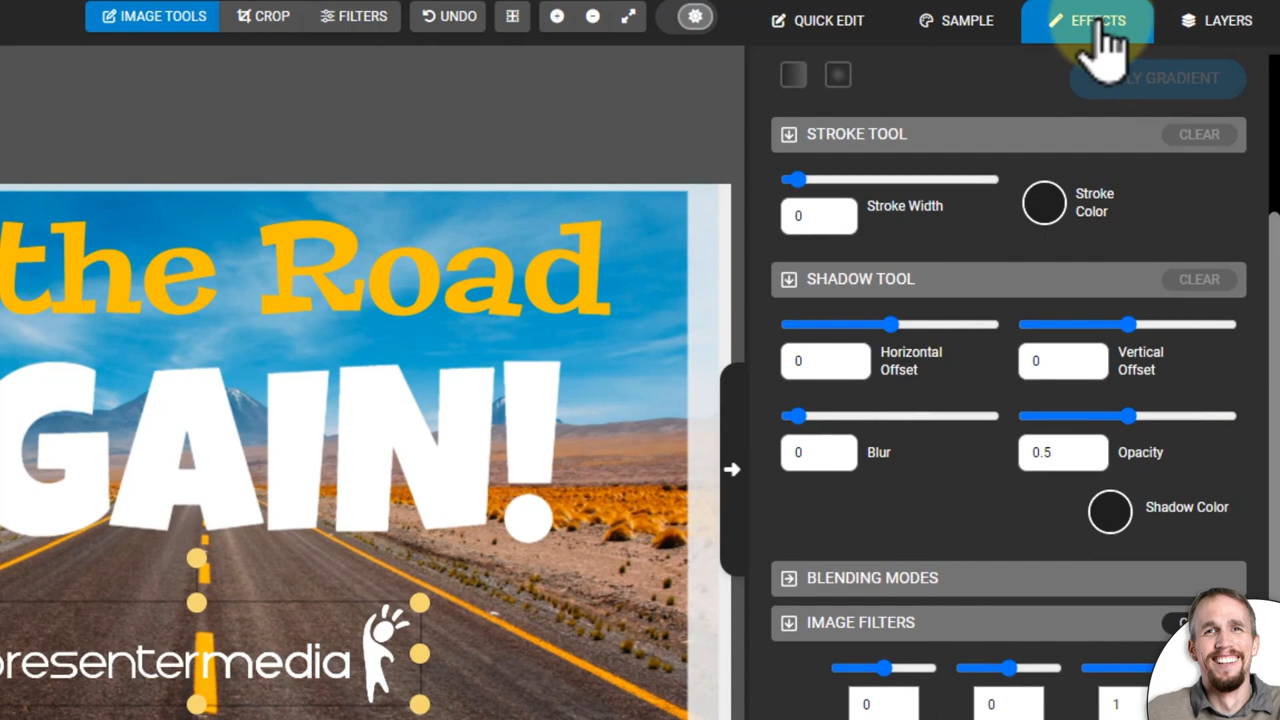 IMAGE TOOLS CROP FILTERS UNDO QUICK EDIT SAMPLE EFFECTS LAYERS
GRADIENT
STROKE TOOL CLEAR
0 Stroke Width Stroke
Color
SHADOW TOOL CLEAR
0 Horizontal
Offset
0 Vertical
Offset
0 Blur 0.5 Opacity
Shadow Color
BLENDING MODES
IMAGE FILTERS
0 0 1
the Road
GAIN!
presentermedia